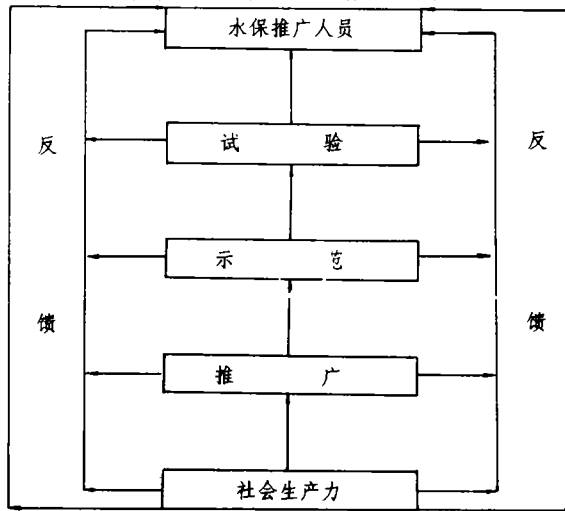 水保推广人员
反
试 验
反
示 范
馈
馈
推 广
社会生产力